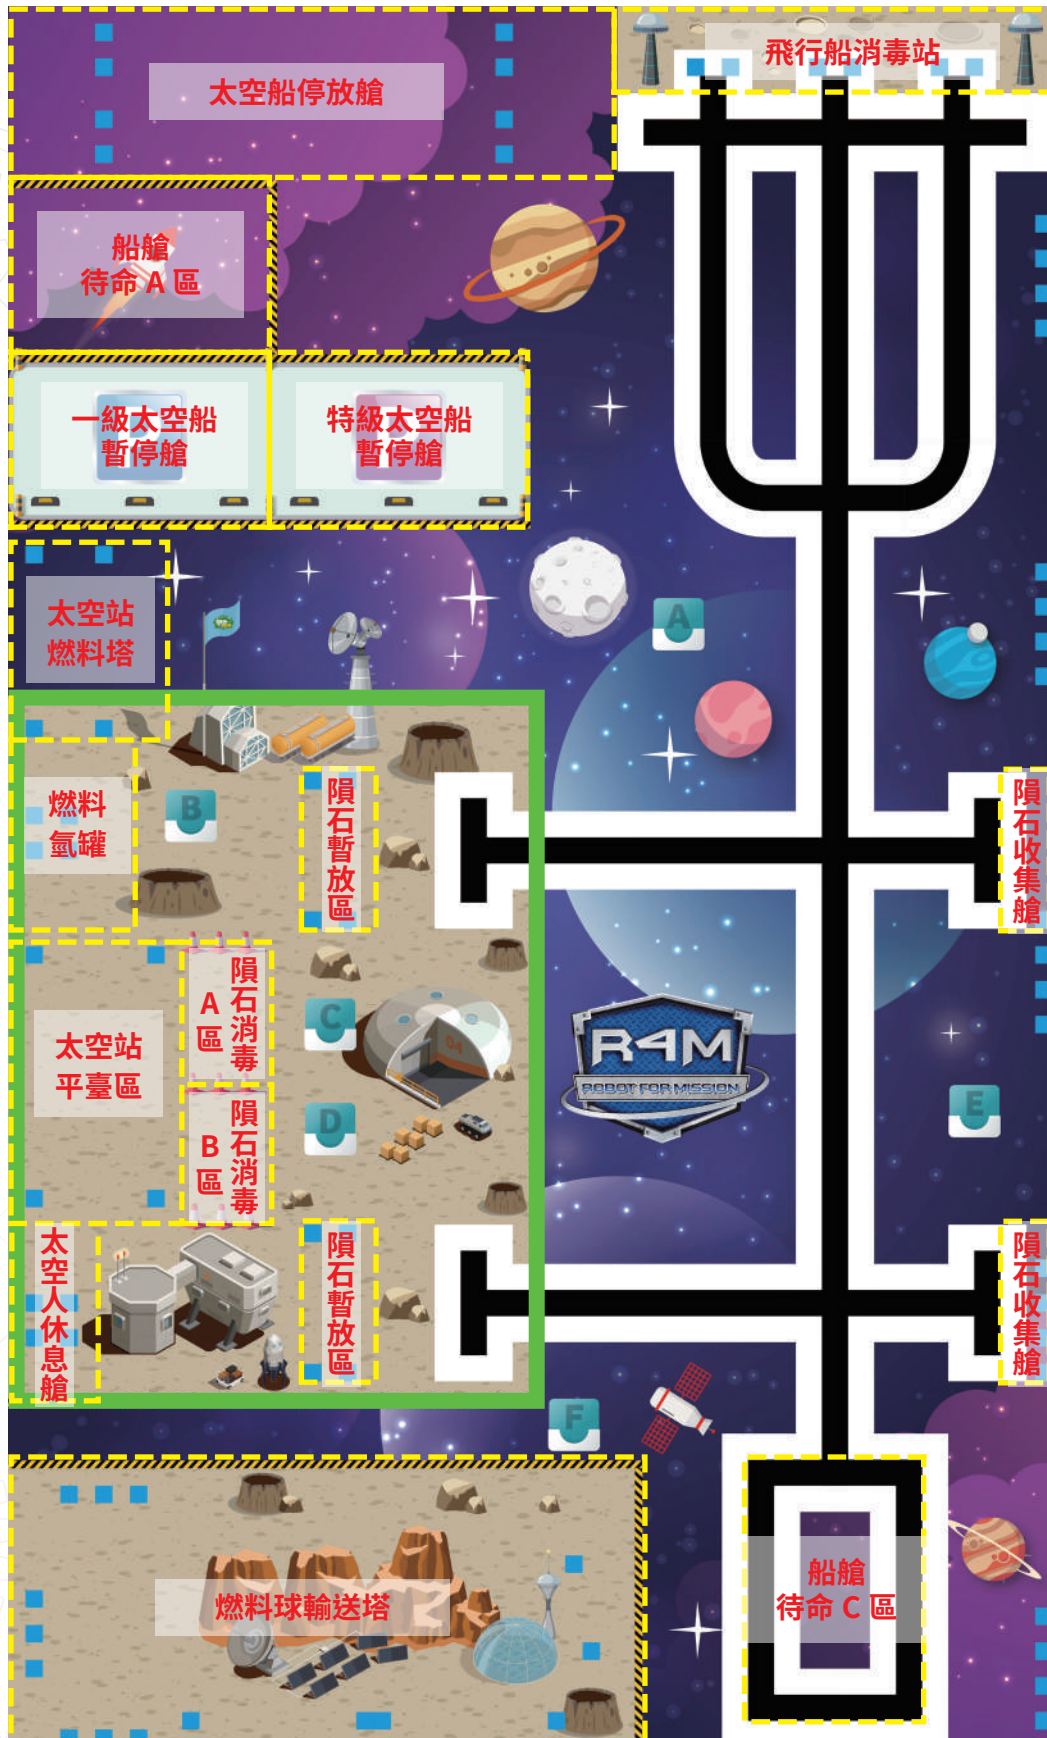 飛行船消毒站
太空船停放艙
船艙
待命 A 區
一級太空船
暫停艙
特級太空船
暫停艙
太空站
燃料塔
A
燃料
氫罐
B
隕石暫放區
隕石收集艙
隕石消毒
A區
C
太空站
平臺區
R4M
ROBOT FOR MISSION
隕石消毒
B區
D
E
太空人休息艙
隕石暫放區
隕石收集艙
F
燃料球輸送塔
船艙
待命 C 區